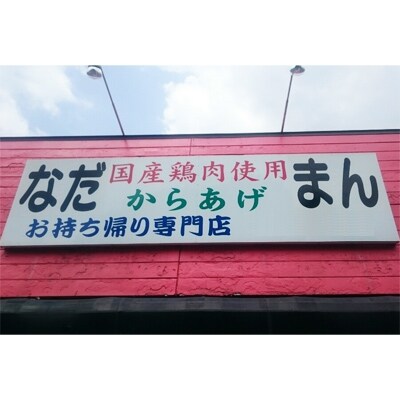 なだ 国産鶏肉使用 まん
からあげ
お持ち帰り専門店